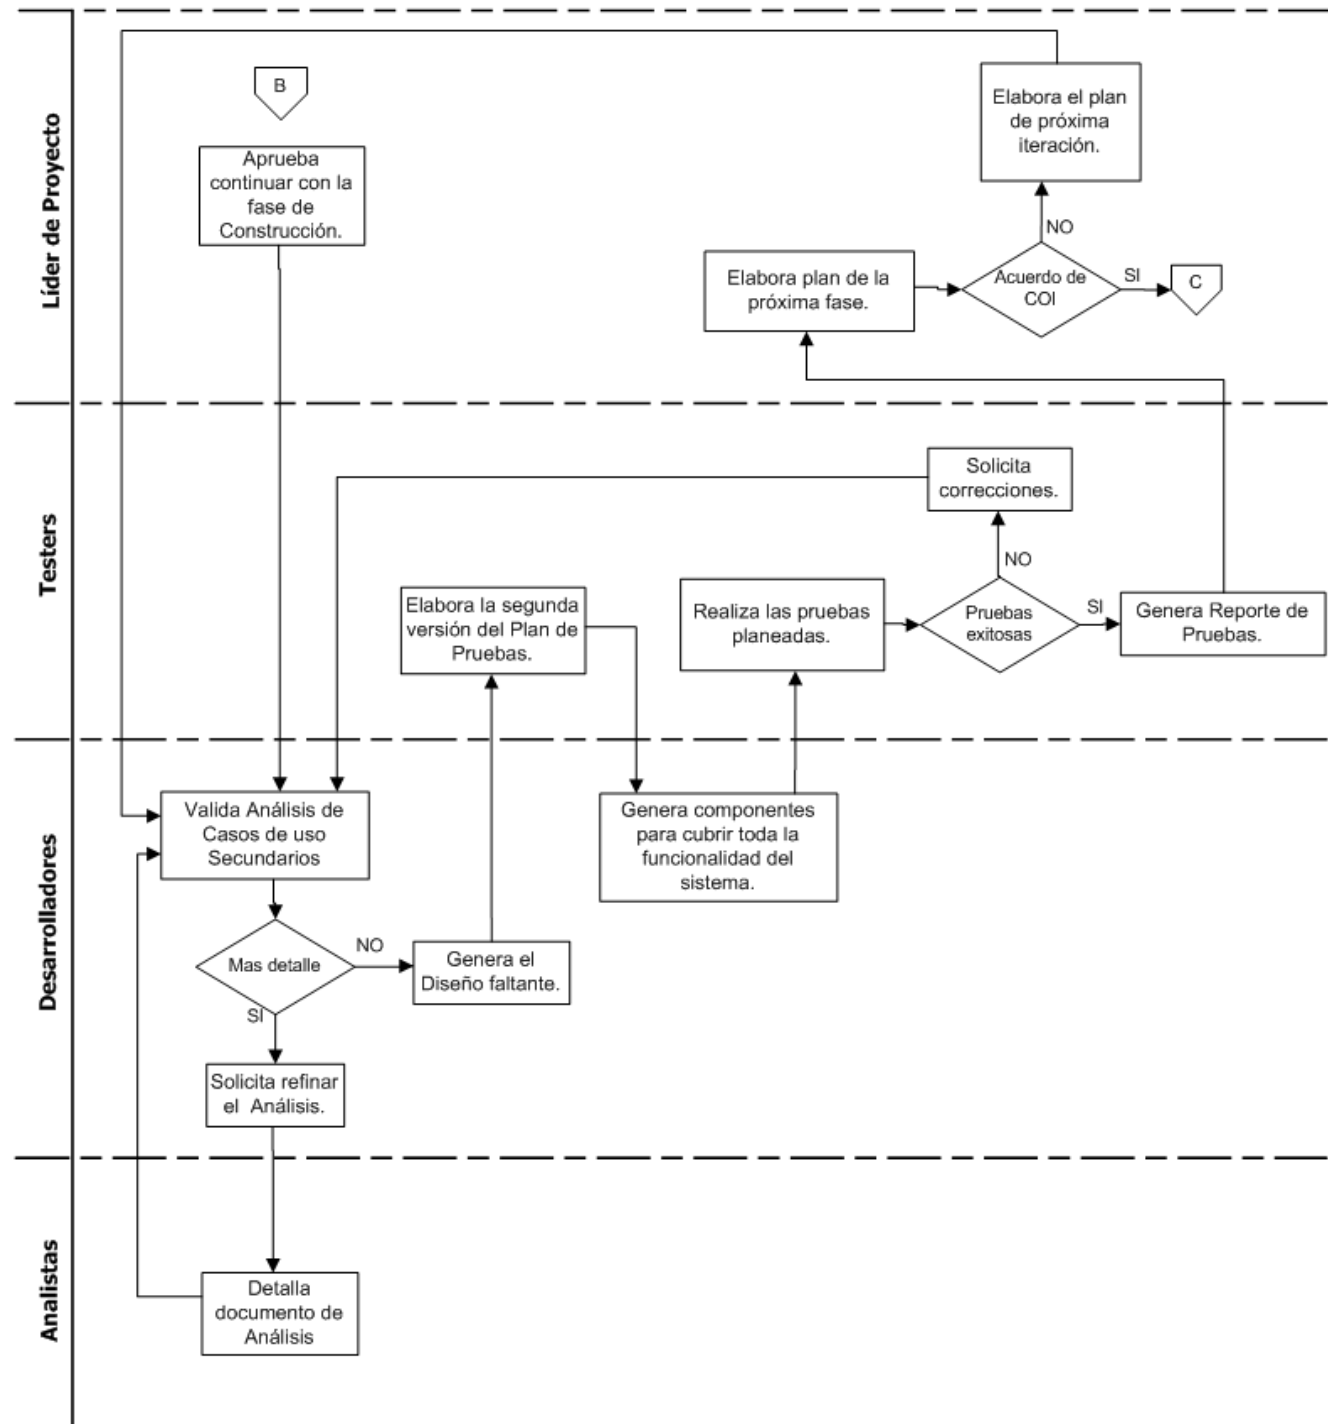 Líder de Proyecto
B
Aprueba
continuar con la
fase de
Construcción.
Elabora el plan
de próxima
iteración.
NO
Elabora plan de la
próxima fase.
Acuerdo de
COI
SI
C
Testers
Solicita
correcciones.
NO
Elabora la segunda
versión del Plan de
Pruebas.
Realiza las pruebas
planeadas.
Pruebas
exitosas
SI
Genera Reporte de
Pruebas.
Desarrolladores
Valida Análisis de
Casos de uso
Secundarios
Genera componentes
para cubrir toda la
funcionalidad del
sistema.
Mas detalle
NO
Genera el
Diseño faltante.
SI
Solicita refinar
el Análisis.
Analistas
Detalla
documento de
Análisis